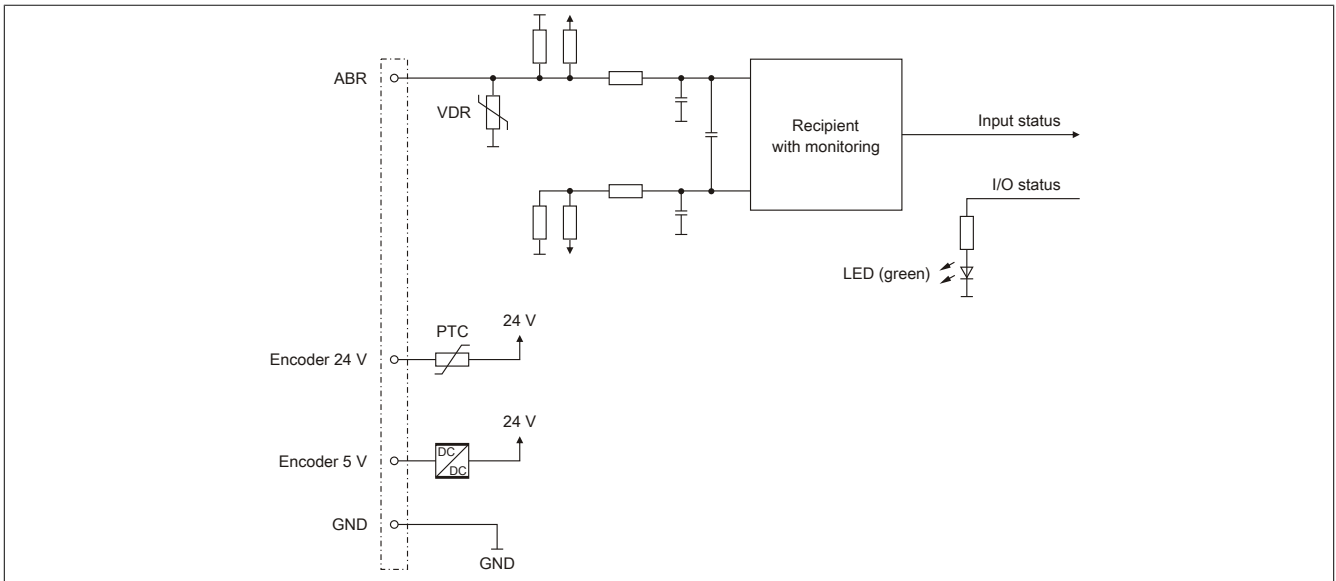 ABR
VDR
Recipient
with monitoring
Input status
I/O status
LED (green)
PTC
24 V
Encoder 24 V
24 V
Encoder 5 V
DC
DC
GND
GND